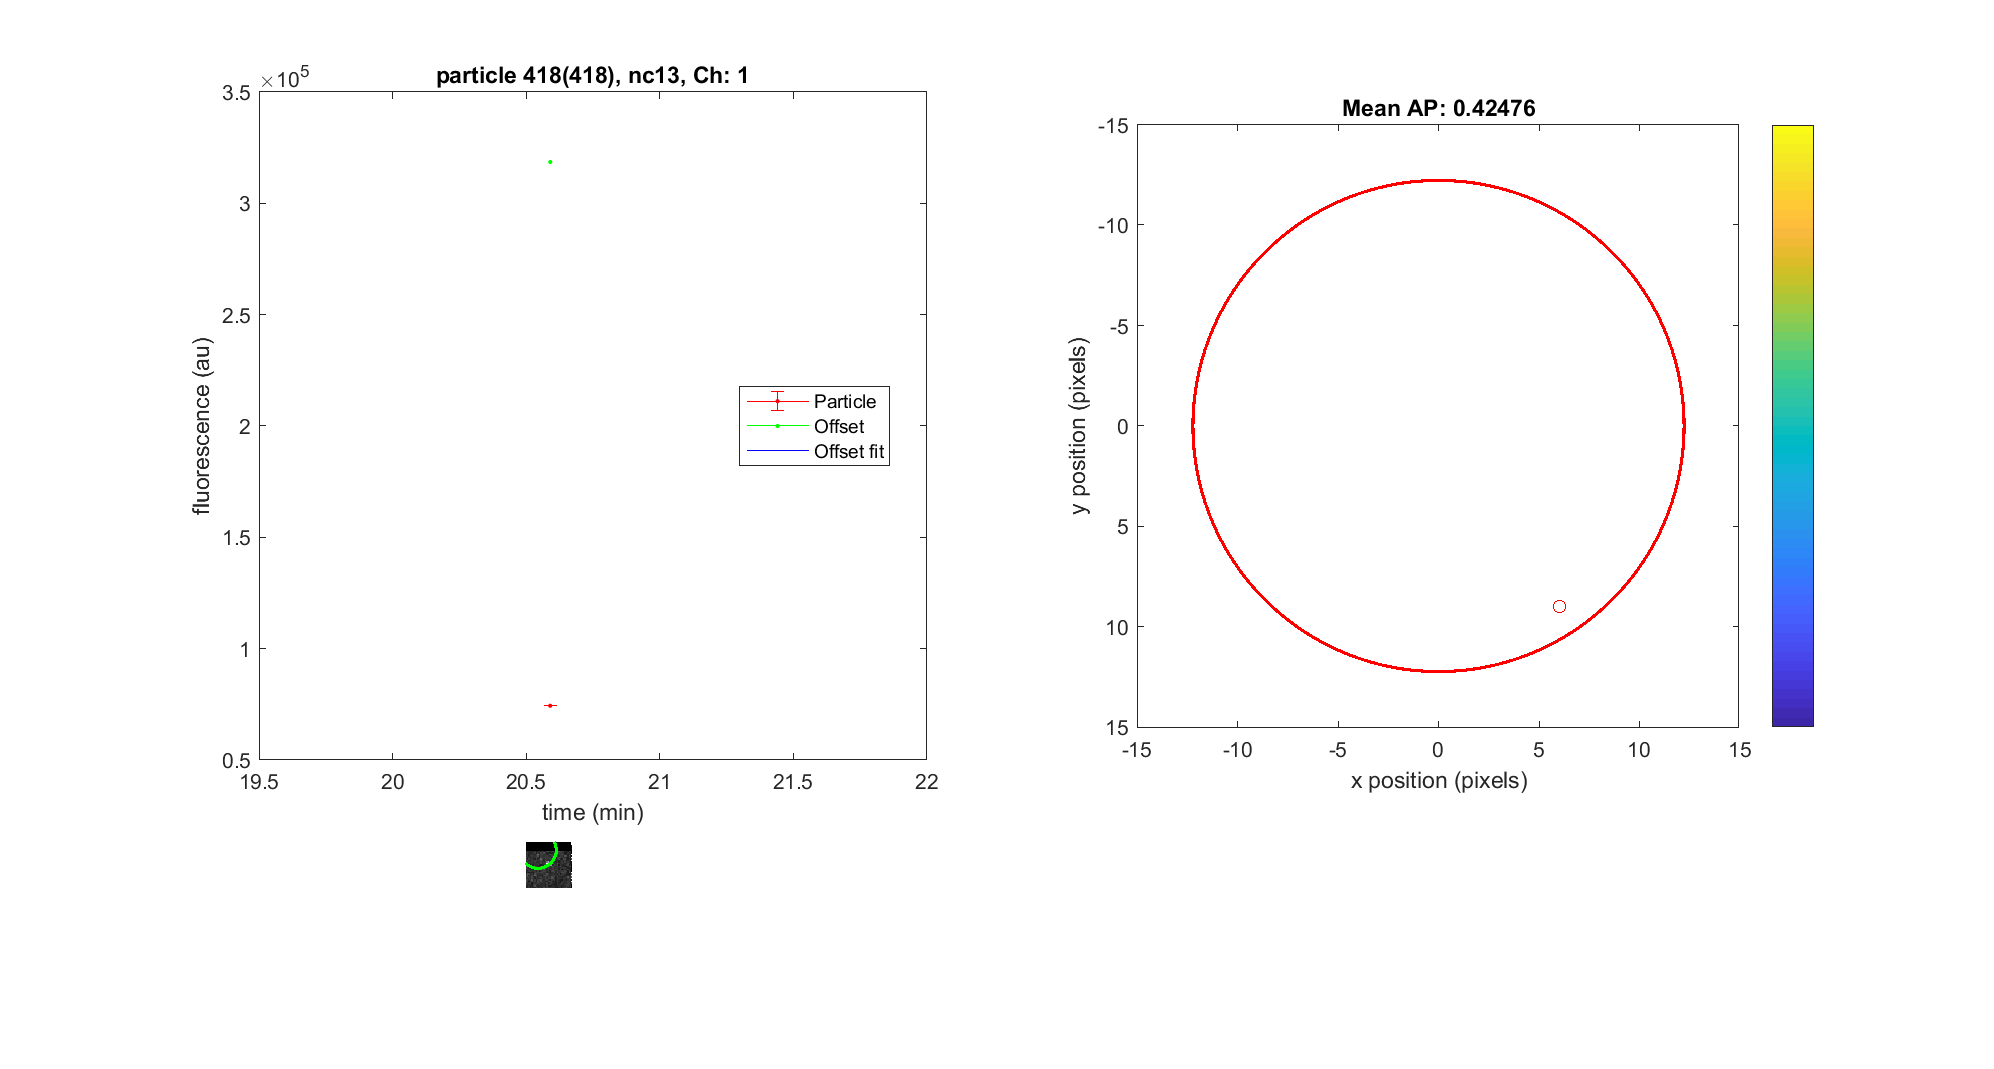 particle 418(418), nc13, Ch: 1
×10^5
3.5
3
2.5
2
1.5
1
0.5
fluorescence (au)
19.5 20 20.5 21 21.5 22
time (min)
Particle
Offset
Offset fit
Mean AP: 0.42476
-15
-10
-5
0
5
10
15
y position (pixels)
-15 -10 -5 0 5 10 15
x position (pixels)